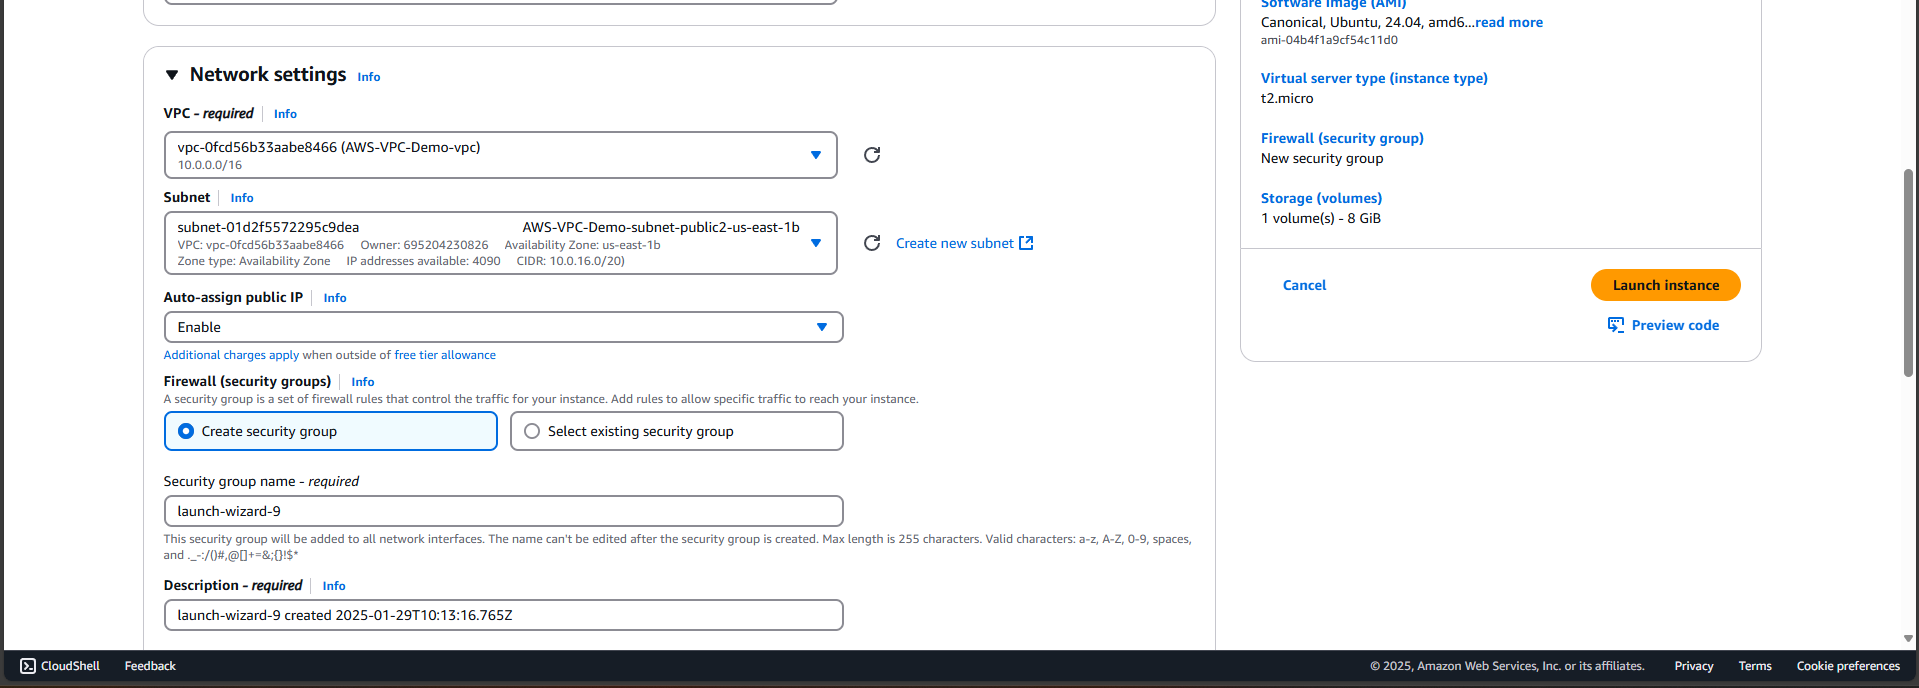 Network settings Info
VPC - required Info
vpc-0fcd56b33aabe8466 (AWS-VPC-Demo-vpc)
10.0.0.0/16
Subnet Info
subnet-01d2f5572295c9dea AWS-VPC-Demo-subnet-public2-us-east-1b
VPC: vpc-0fcd56b33aabe8466 Owner: 695204230826 Availability Zone: us-east-1b
Zone type: Availability Zone IP addresses available: 4090 CIDR: 10.0.16.0/20)
Create new subnet
Auto-assign public IP Info
Enable
Additional charges apply when outside of free tier allowance
Firewall (security groups) Info
A security group is a set of firewall rules that control the traffic for your instance. Add rules to allow specific traffic to reach your instance.
Create security group
Select existing security group
Security group name - required
launch-wizard-9
This security group will be added to all network interfaces. The name can't be edited after the security group is created. Max length is 255 characters. Valid characters: a-z, A-Z, 0-9, spaces,
and ._-:/()#,@[]+=&;{}!$*
Description - required Info
launch-wizard-9 created 2025-01-29T10:13:16.765Z
Software Image (AMI)
Canonical, Ubuntu, 24.04, amd6...read more
ami-04b4f1a9cf54c11d0
Virtual server type (instance type)
t2.micro
Firewall (security group)
New security group
Storage (volumes)
1 volume(s) - 8 GiB
Cancel
Launch instance
Preview code
CloudShell Feedback
© 2025, Amazon Web Services, Inc. or its affiliates. Privacy Terms Cookie preferences